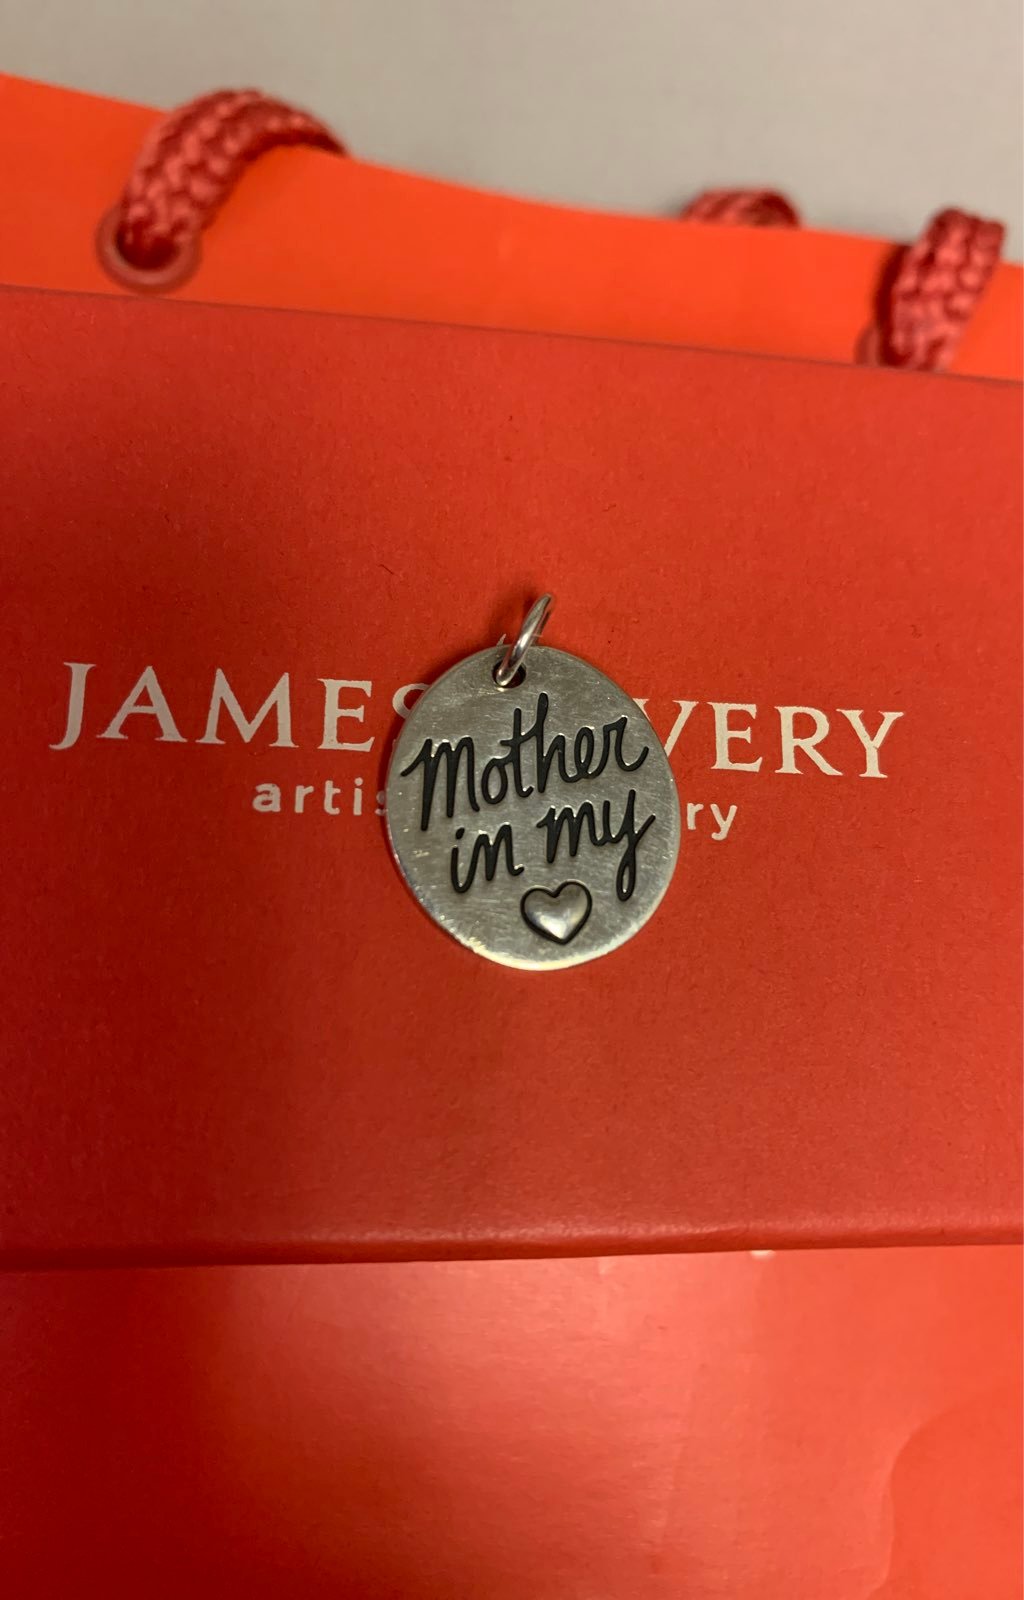 JAMES VERY
artis ry
Mother
in my